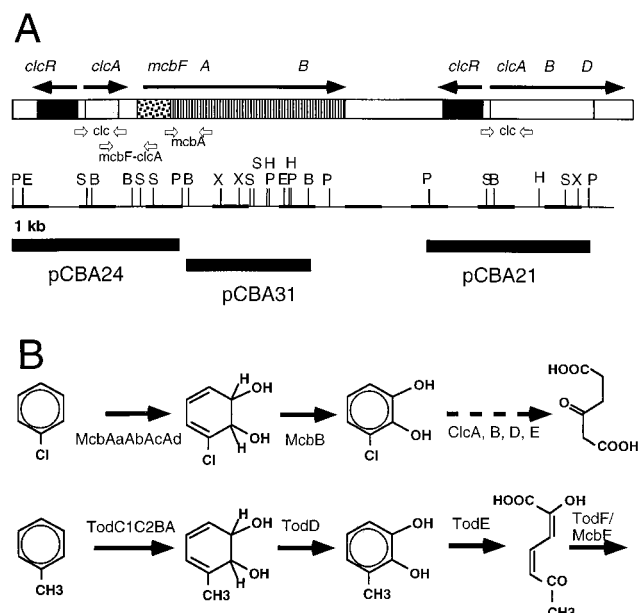 A
clcR clcA mcbF A B clcR clcA B D
clc mcbA clc
mcbF-clcA
S H H
P E S B B S S P B X X S P E P B P P S B H S X P
1 kb
pCBA24 pCBA31 pCBA21
B
Cl
McbAaAbAcAd
H
OH
OH
H
Cl
McbB
OH
OH
Cl
ClcA, B, D, E
HOOC
O
COOH
CH3
TodC1C2BA
H
OH
OH
H
CH3
TodD
OH
OH
CH3
TodE
HOOC OH
CO
CH3
TodF/
McbF